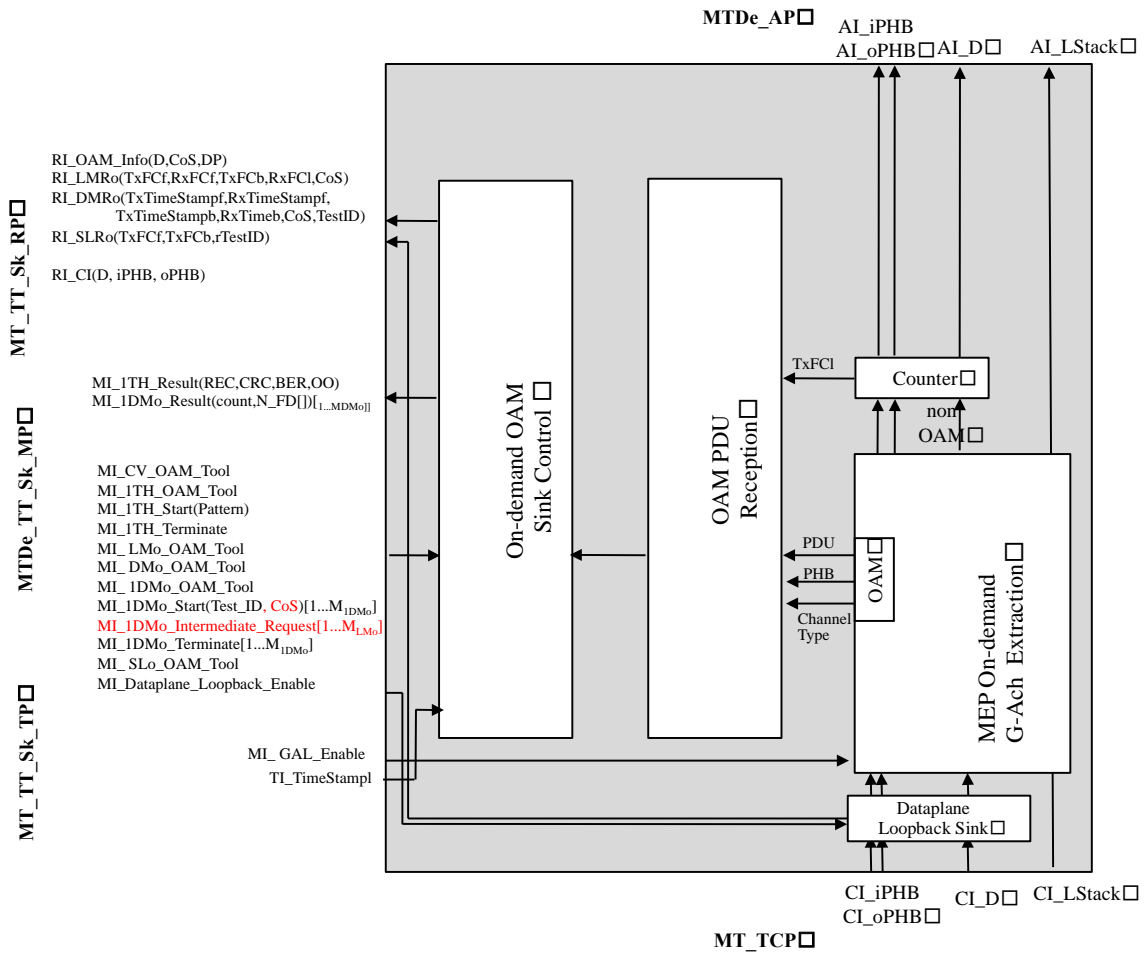 MTDe_AP□
AI_iPHB
AI_oPHB□ AI_D□ AI_LStack□
RI_OAM_Info(D,CoS,DP)
RI_LMRo(TxFCf,RxFCf,TxFCb,RxFCl,CoS)
RI_DMRo(TxTimeStampf,RxTimeStampf,
TxTimeStampb,RxTimeb,CoS,TestID)
RI_SLRo(TxFCf,TxFCb,rTestID)
RI_CI(D, iPHB, oPHB)
MT_TT_Sk_RP□
MI_1TH_Result(REC,CRC,BER,OO)
MI_1DMo_Result(count,N_FD[])[1...MDMo]]
MTDe_TT_Sk_MP□
MI_CV_OAM_Tool
MI_1TH_OAM_Tool
MI_1TH_Start(Pattern)
MI_1TH_Terminate
MI_ LMo_OAM_Tool
MI_ DMo_OAM_Tool
MI_ 1DMo_OAM_Tool
MI_1DMo_Start(Test_ID, CoS)[1...M1DMo]
MI_1DMo_Intermediate_Request[1...MLMo]
MI_1DMo_Terminate[1...M1DMo]
MI_ SLo_OAM_Tool
MI_Dataplane_Loopback_Enable
MT_TT_Sk_TP□
MI_ GAL_Enable
TI_TimeStampl
On-demand OAM □
Sink Control □
OAM PDU
Reception□
TxFCl
Counter□
non
OAM□
PDU
PHB
Channel
Type
OAM□
MEP On-demand □
G-Ach Extraction□
Dataplane
Loopback Sink□
CI_iPHB
CI_oPHB□
CI_D□
CI_LStack□
MT_TCP□